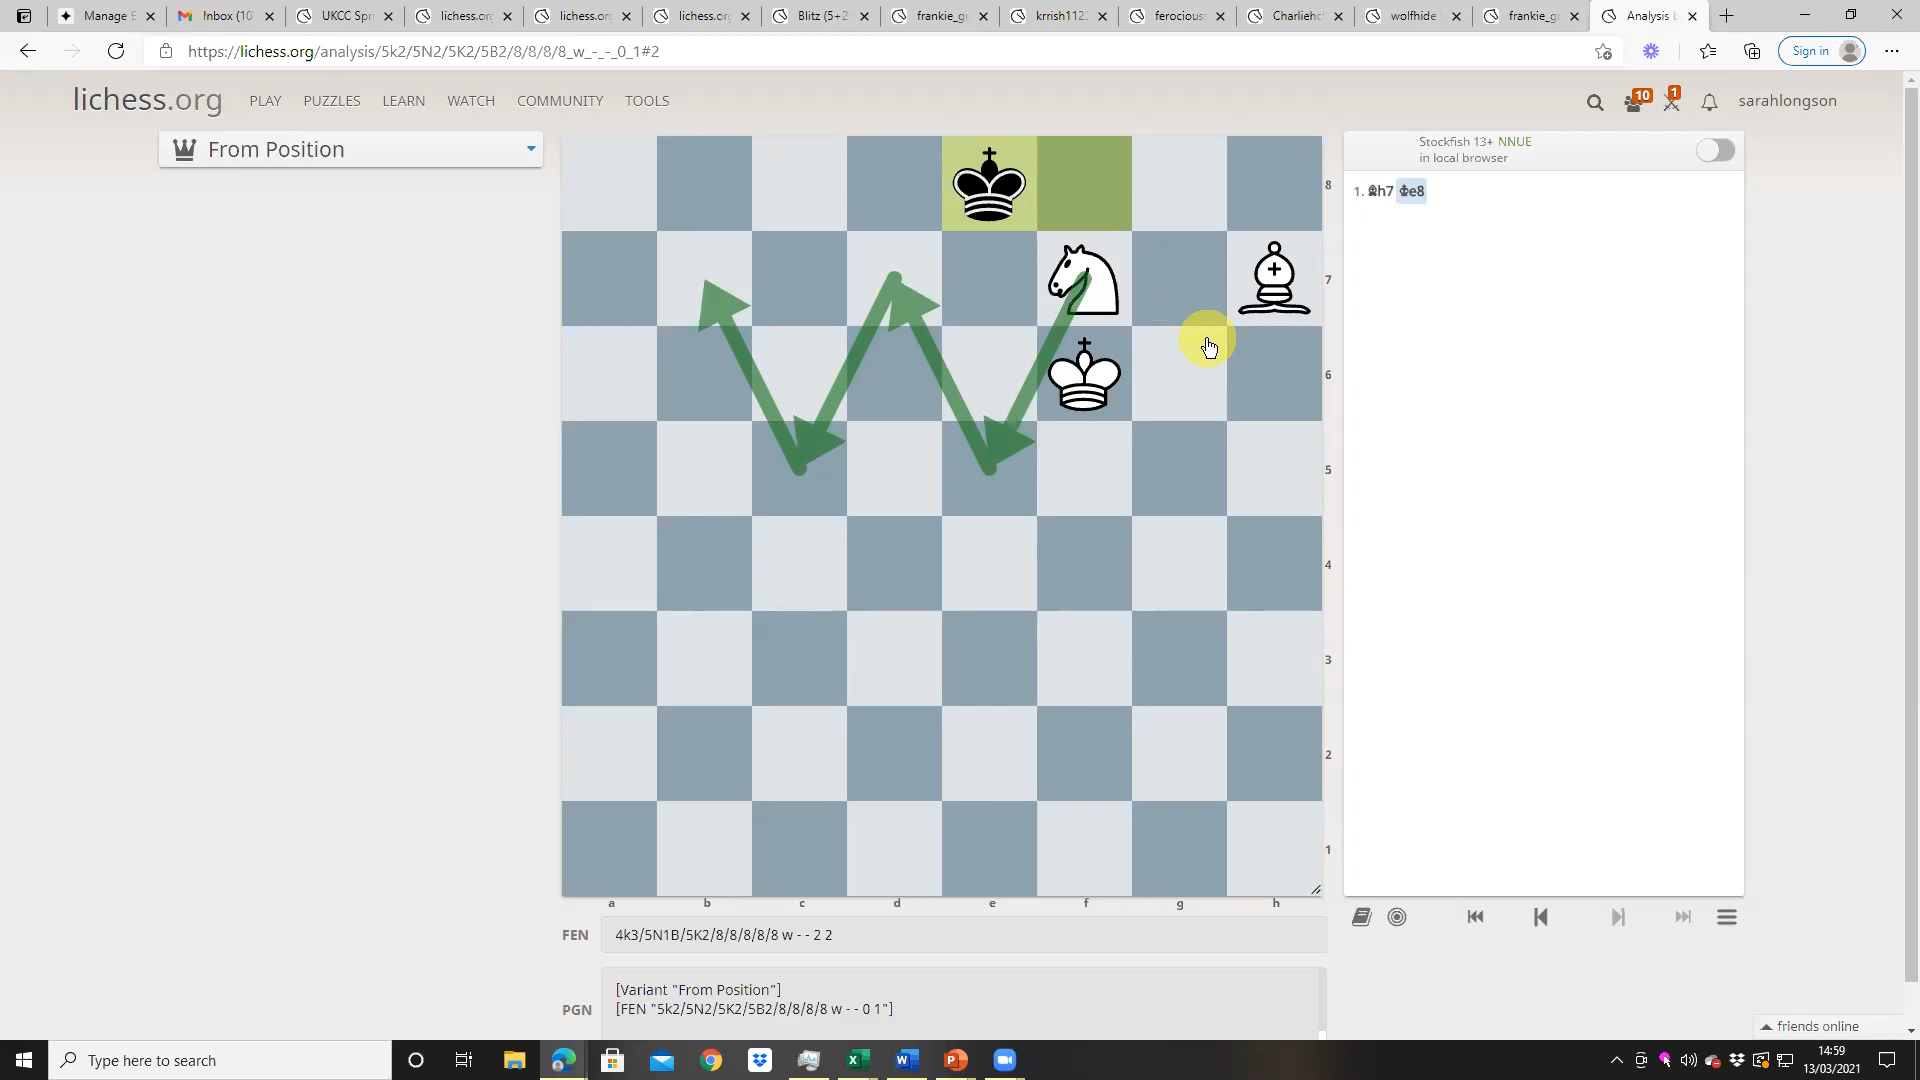 Manage E
Inbox (10)
UKCC Spri
lichess.org
lichess.org
lichess.org
Blitz (5+2
frankie_gr
krrish112
ferocious
Charlieho
wolfhide
frankie_gr
Analysis b
https://lichess.org/analysis/5k2/5N2/5K2/5B2/8/8/8/8_w_-_-_0_1#2
Sign in
lichess.org
PLAY
PUZZLES
LEARN
WATCH
COMMUNITY
TOOLS
10
1
sarahlongson
From Position
Stockfish 13+ NNUE
in local browser
1. ♗h7 ♔e8
8
7
6
5
4
3
2
1
a b c d e f g h
FEN
4k3/5N1B/5K2/8/8/8/8/8 w - - 2 2
PGN
[Variant "From Position"]
[FEN "5k2/5N2/5K2/5B2/8/8/8/8 w - - 0 1"]
friends online
Type here to search
14:59
13/03/2021